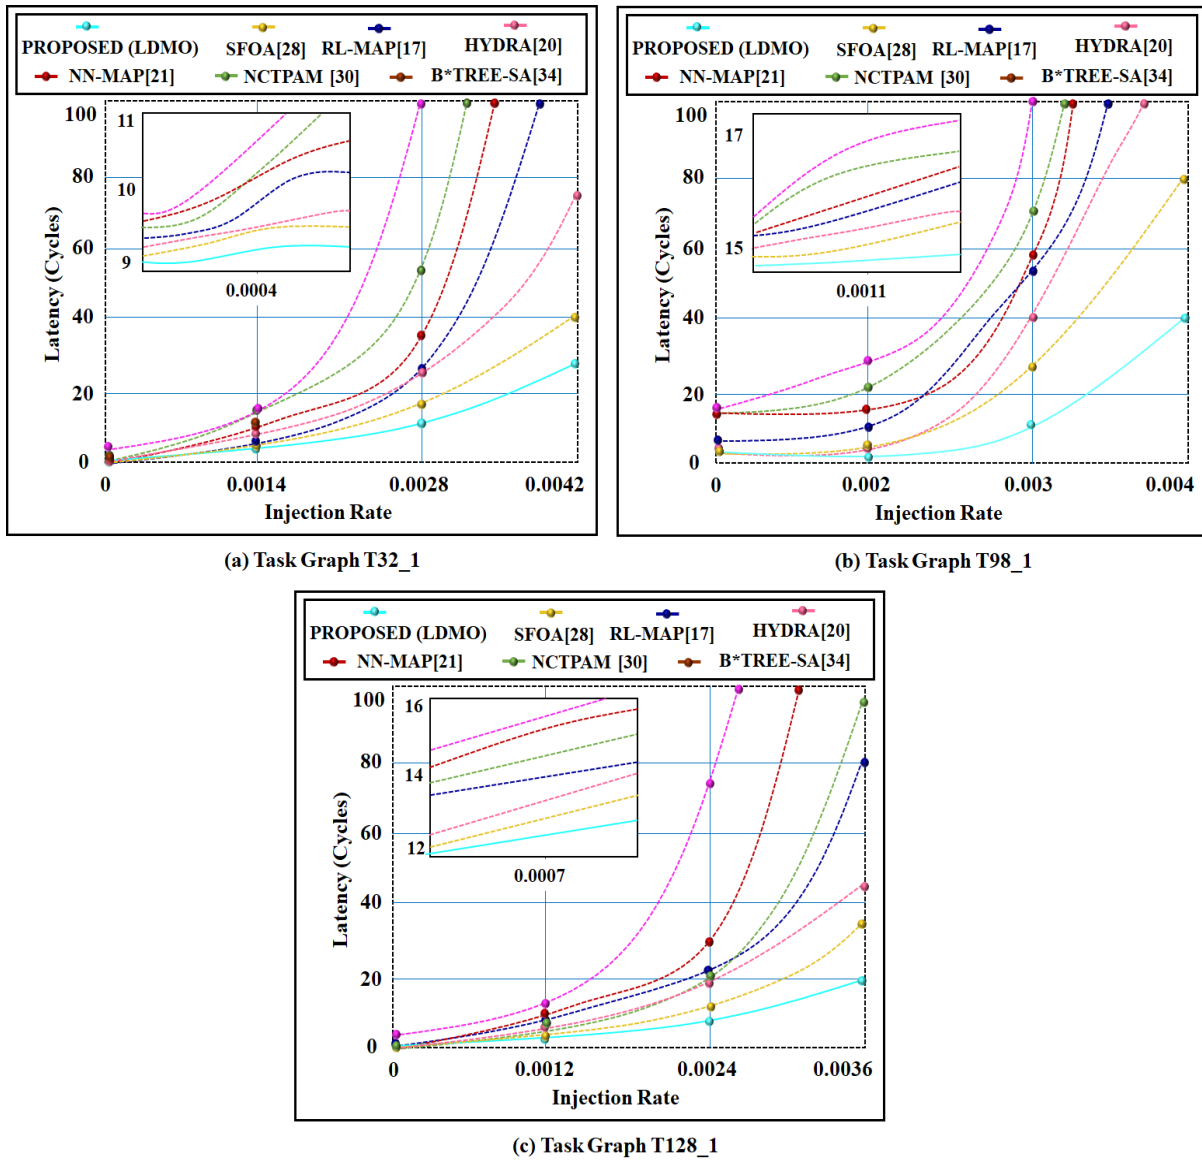 PROPOSED (LDMO) SFOA[28] RL-MAP[17] HYDRA[20]
NN-MAP[21] NCTPAM [30] B*TREE-SA[34]
Latency (Cycles)
100
80
60
40
20
0
11
10
9
0.0004
0 0.0014 0.0028 0.0042
Injection Rate
(a) Task Graph T32_1
PROPOSED (LDMO) SFOA[28] RL-MAP[17] HYDRA[20]
NN-MAP[21] NCTPAM [30] B*TREE-SA[34]
Latency (Cycles)
100
80
60
40
20
0
17
15
0.0011
0 0.002 0.003 0.004
Injection Rate
(b) Task Graph T98_1
PROPOSED (LDMO) SFOA[28] RL-MAP[17] HYDRA[20]
NN-MAP[21] NCTPAM [30] B*TREE-SA[34]
Latency (Cycles)
100
80
60
40
20
0
16
14
12
0.0007
0 0.0012 0.0024 0.0036
Injection Rate
(c) Task Graph T128_1